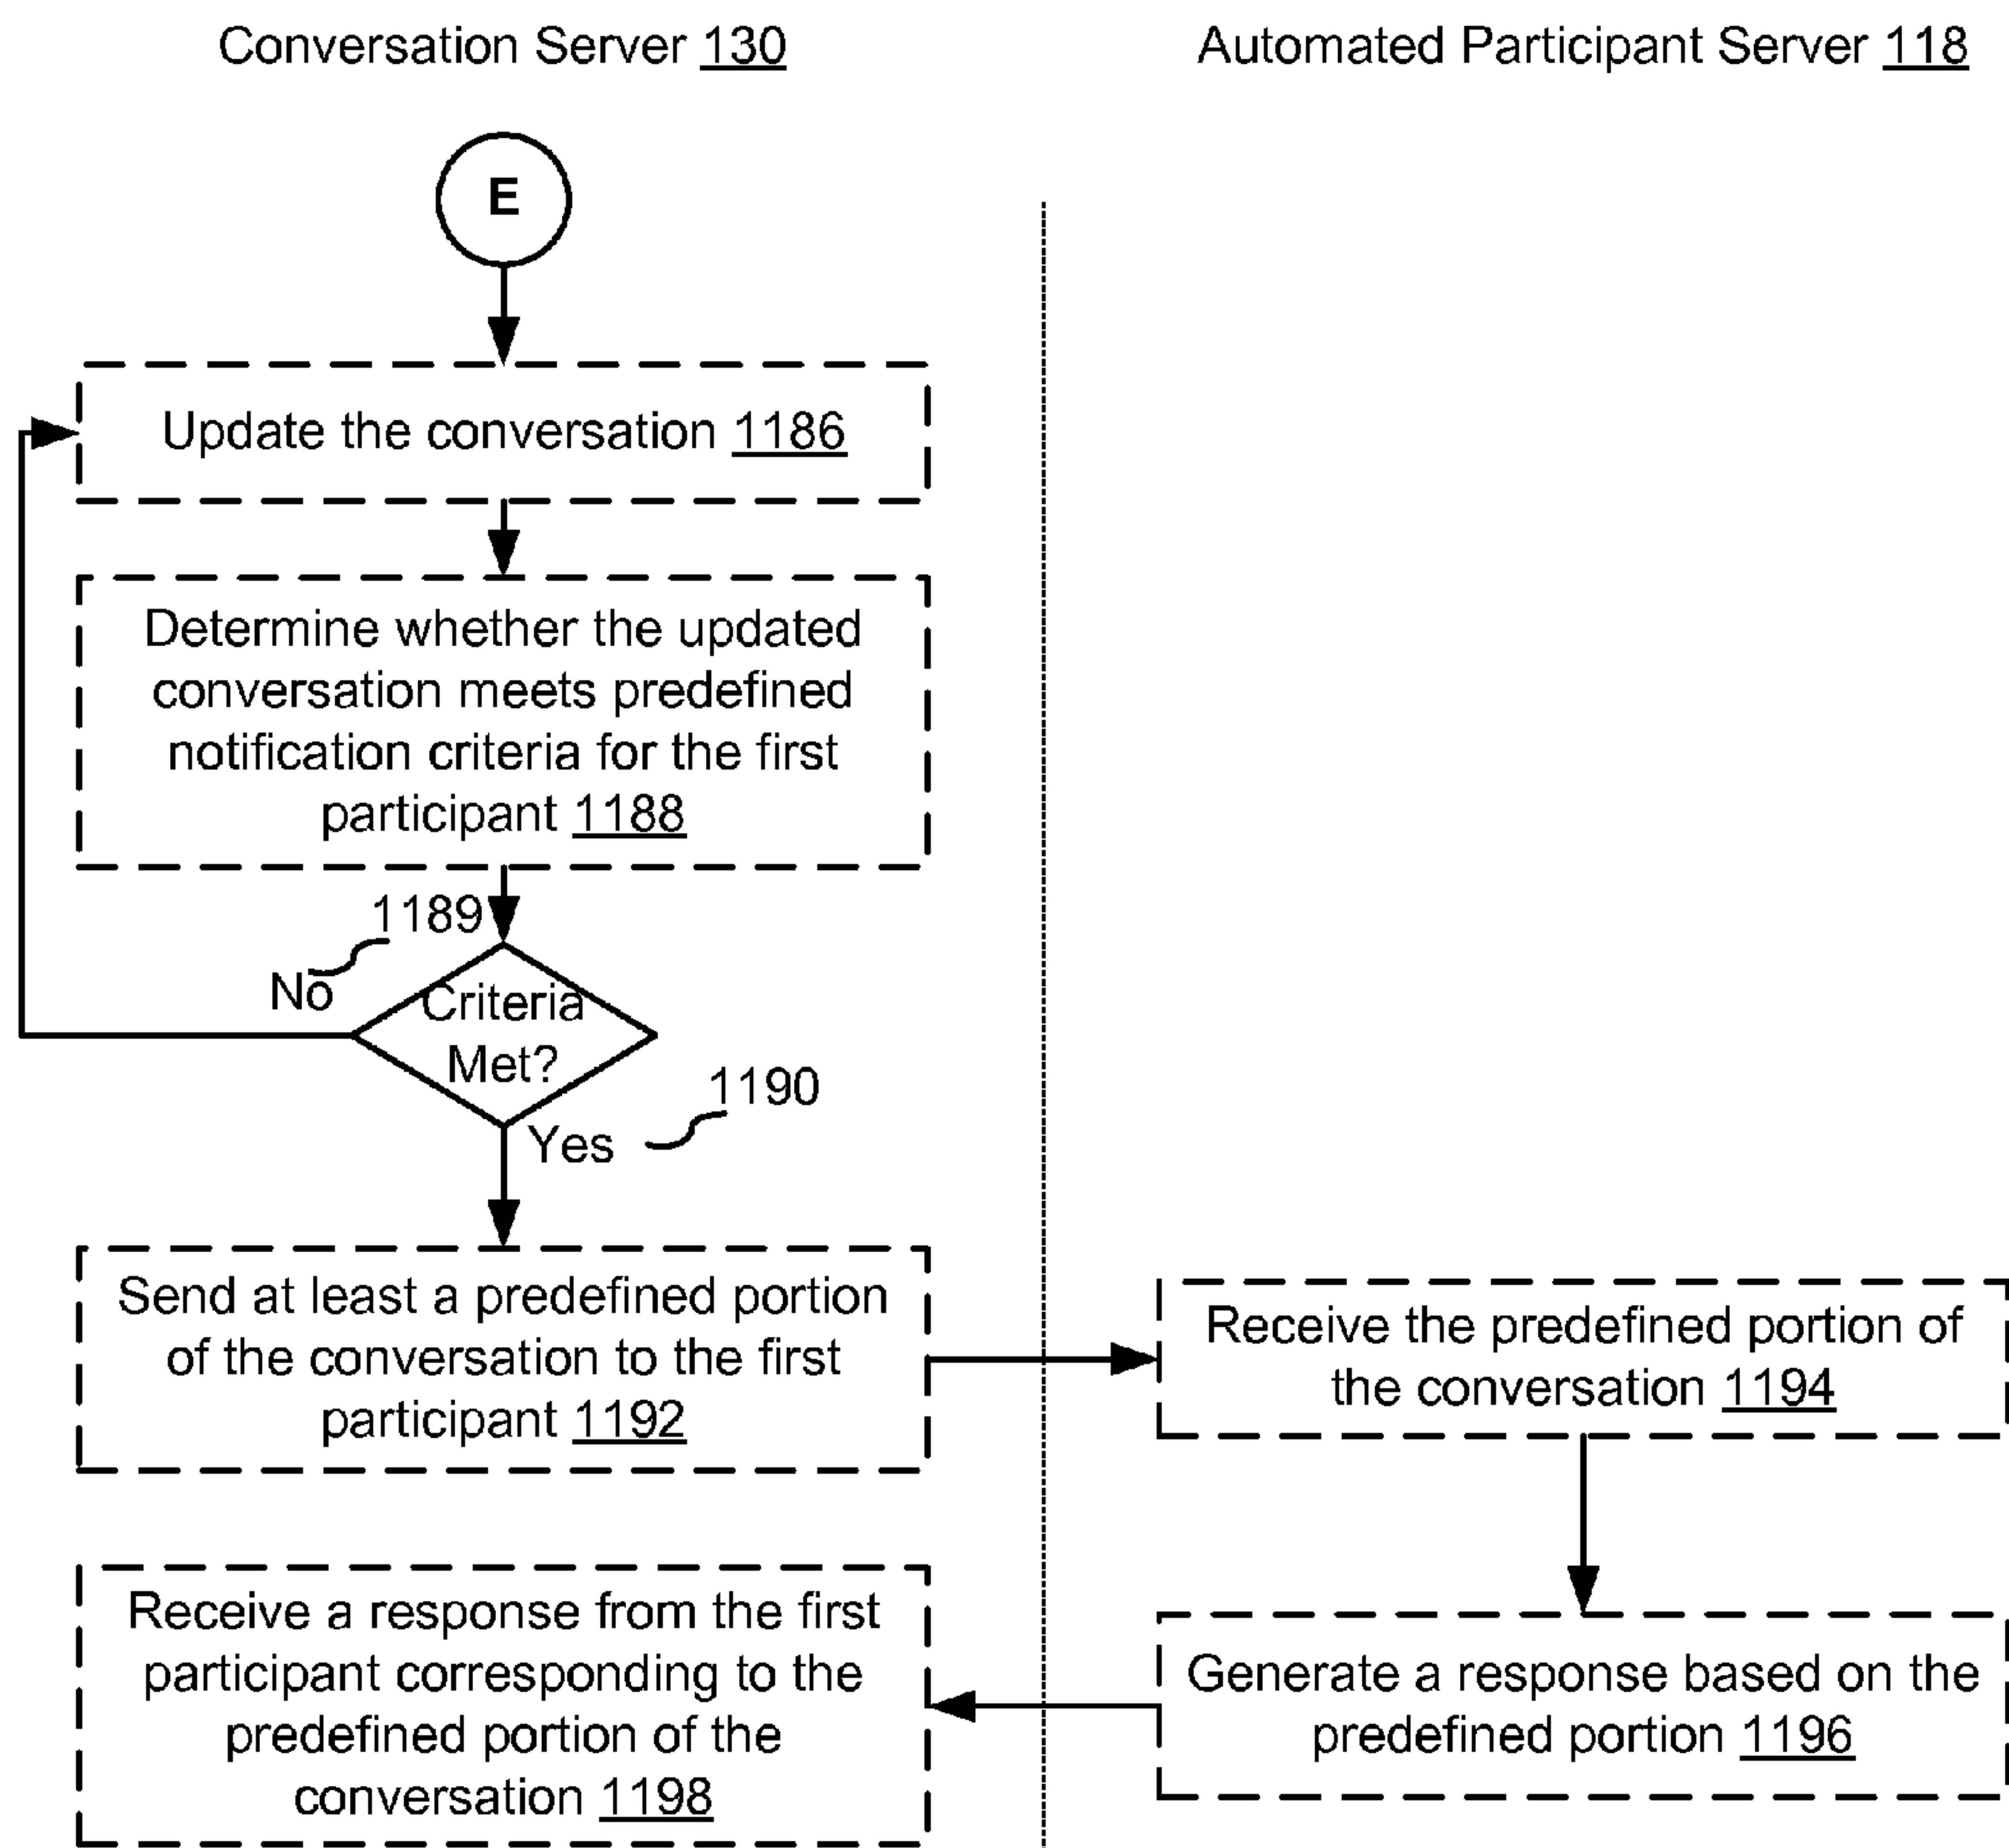 Conversation Server 130
Automated Participant Server 118
E
Update the conversation 1186
Determine whether the updated
conversation meets predefined
notification criteria for the first
participant 1188
1189
No
Criteria
Met?
1190
Yes
Send at least a predefined portion
of the conversation to the first
participant 1192
Receive the predefined portion of
the conversation 1194
Generate a response based on the
predefined portion 1196
Receive a response from the first
participant corresponding to the
predefined portion of the
conversation 1198